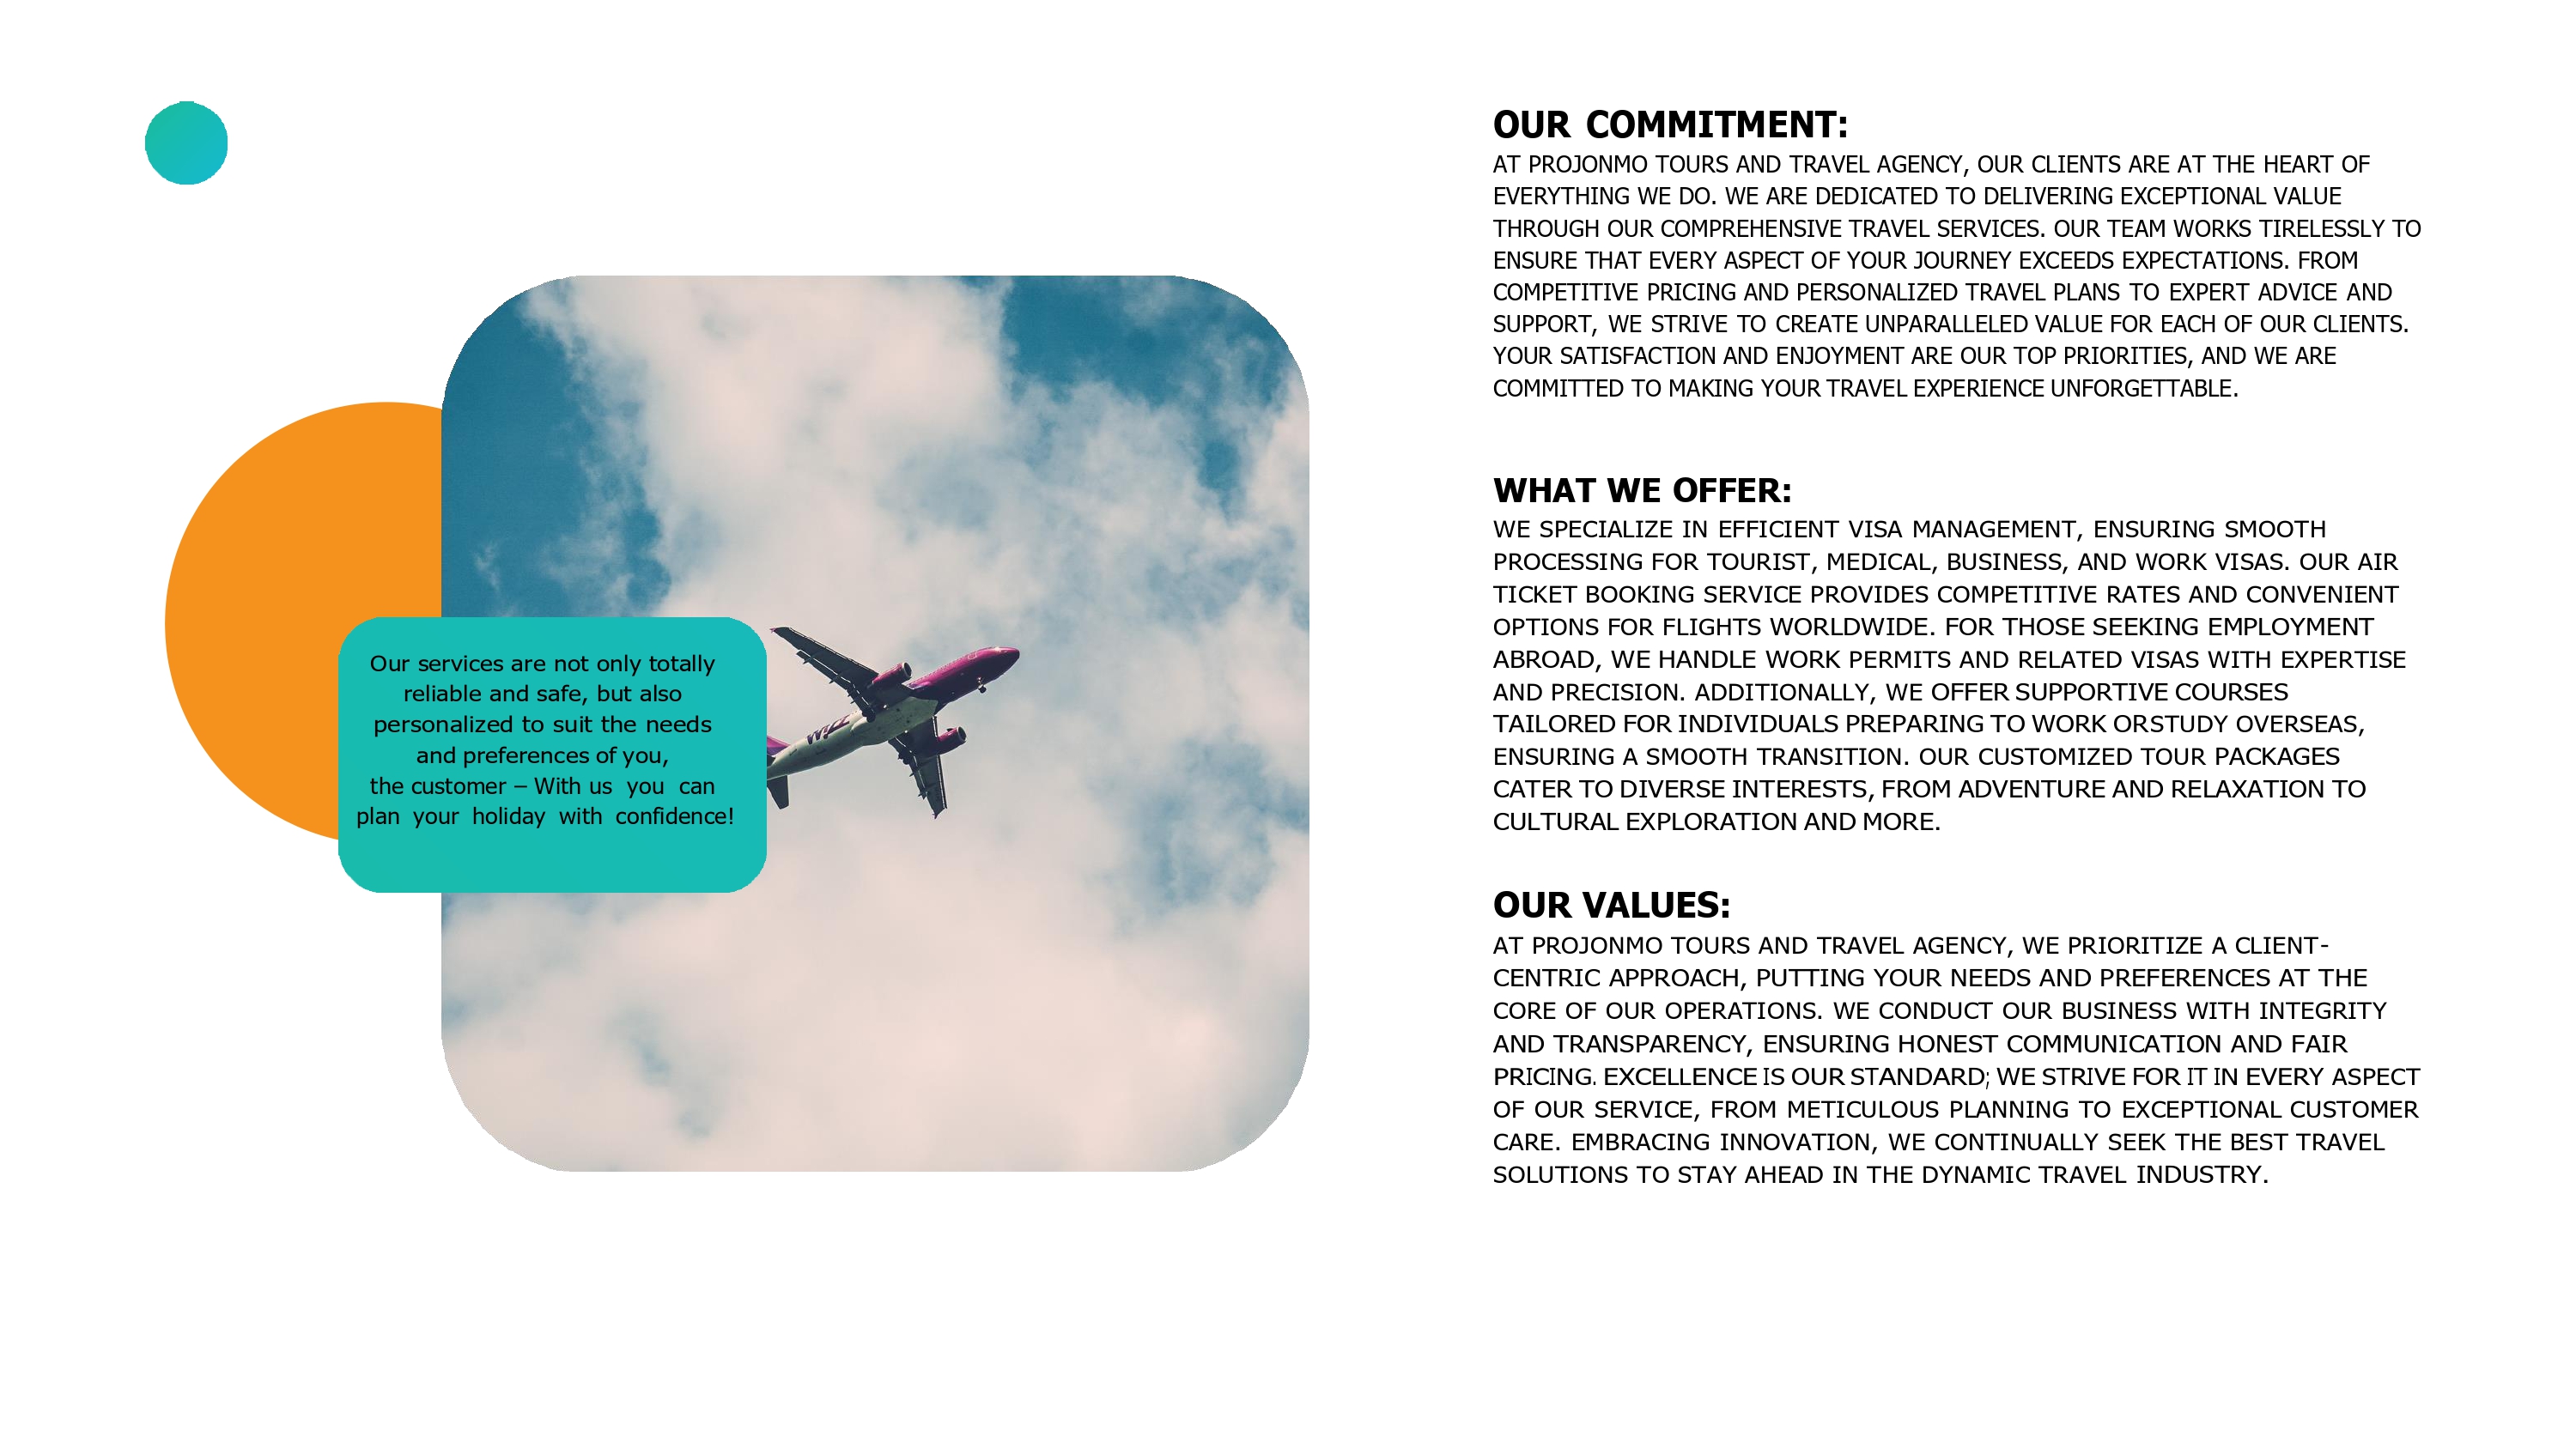 OUR COMMITMENT:
AT PROJONMO TOURS AND TRAVEL AGENCY, OUR CLIENTS ARE AT THE HEART OF
EVERYTHING WE DO. WE ARE DEDICATED TO DELIVERING EXCEPTIONAL VALUE
THROUGH OUR COMPREHENSIVE TRAVEL SERVICES. OUR TEAM WORKS TIRELESSLY TO
ENSURE THAT EVERY ASPECT OF YOUR JOURNEY EXCEEDS EXPECTATIONS. FROM
COMPETITIVE PRICING AND PERSONALIZED TRAVEL PLANS TO EXPERT ADVICE AND
SUPPORT, WE STRIVE TO CREATE UNPARALLELED VALUE FOR EACH OF OUR CLIENTS.
YOUR SATISFACTION AND ENJOYMENT ARE OUR TOP PRIORITIES, AND WE ARE
COMMITTED TO MAKING YOUR TRAVEL EXPERIENCE UNFORGETTABLE.
WHAT WE OFFER:
WE SPECIALIZE IN EFFICIENT VISA MANAGEMENT, ENSURING SMOOTH
PROCESSING FOR TOURIST, MEDICAL, BUSINESS, AND WORK VISAS. OUR AIR
TICKET BOOKING SERVICE PROVIDES COMPETITIVE RATES AND CONVENIENT
OPTIONS FOR FLIGHTS WORLDWIDE. FOR THOSE SEEKING EMPLOYMENT
ABROAD, WE HANDLE WORK PERMITS AND RELATED VISAS WITH EXPERTISE
AND PRECISION. ADDITIONALLY, WE OFFER SUPPORTIVE COURSES
TAILORED FOR INDIVIDUALS PREPARING TO WORK ORSTUDY OVERSEAS,
ENSURING A SMOOTH TRANSITION. OUR CUSTOMIZED TOUR PACKAGES
CATER TO DIVERSE INTERESTS, FROM ADVENTURE AND RELAXATION TO
CULTURAL EXPLORATION AND MORE.
OUR VALUES:
AT PROJONMO TOURS AND TRAVEL AGENCY, WE PRIORITIZE A CLIENT-
CENTRIC APPROACH, PUTTING YOUR NEEDS AND PREFERENCES AT THE
CORE OF OUR OPERATIONS. WE CONDUCT OUR BUSINESS WITH INTEGRITY
AND TRANSPARENCY, ENSURING HONEST COMMUNICATION AND FAIR
PRICING. EXCELLENCE IS OUR STANDARD; WE STRIVE FOR IT IN EVERY ASPECT
OF OUR SERVICE, FROM METICULOUS PLANNING TO EXCEPTIONAL CUSTOMER
CARE. EMBRACING INNOVATION, WE CONTINUALLY SEEK THE BEST TRAVEL
SOLUTIONS TO STAY AHEAD IN THE DYNAMIC TRAVEL INDUSTRY.
Our services are not only totally
reliable and safe, but also
personalized to suit the needs
and preferences of you,
the customer – With us you can
plan your holiday with confidence!
WIZZ